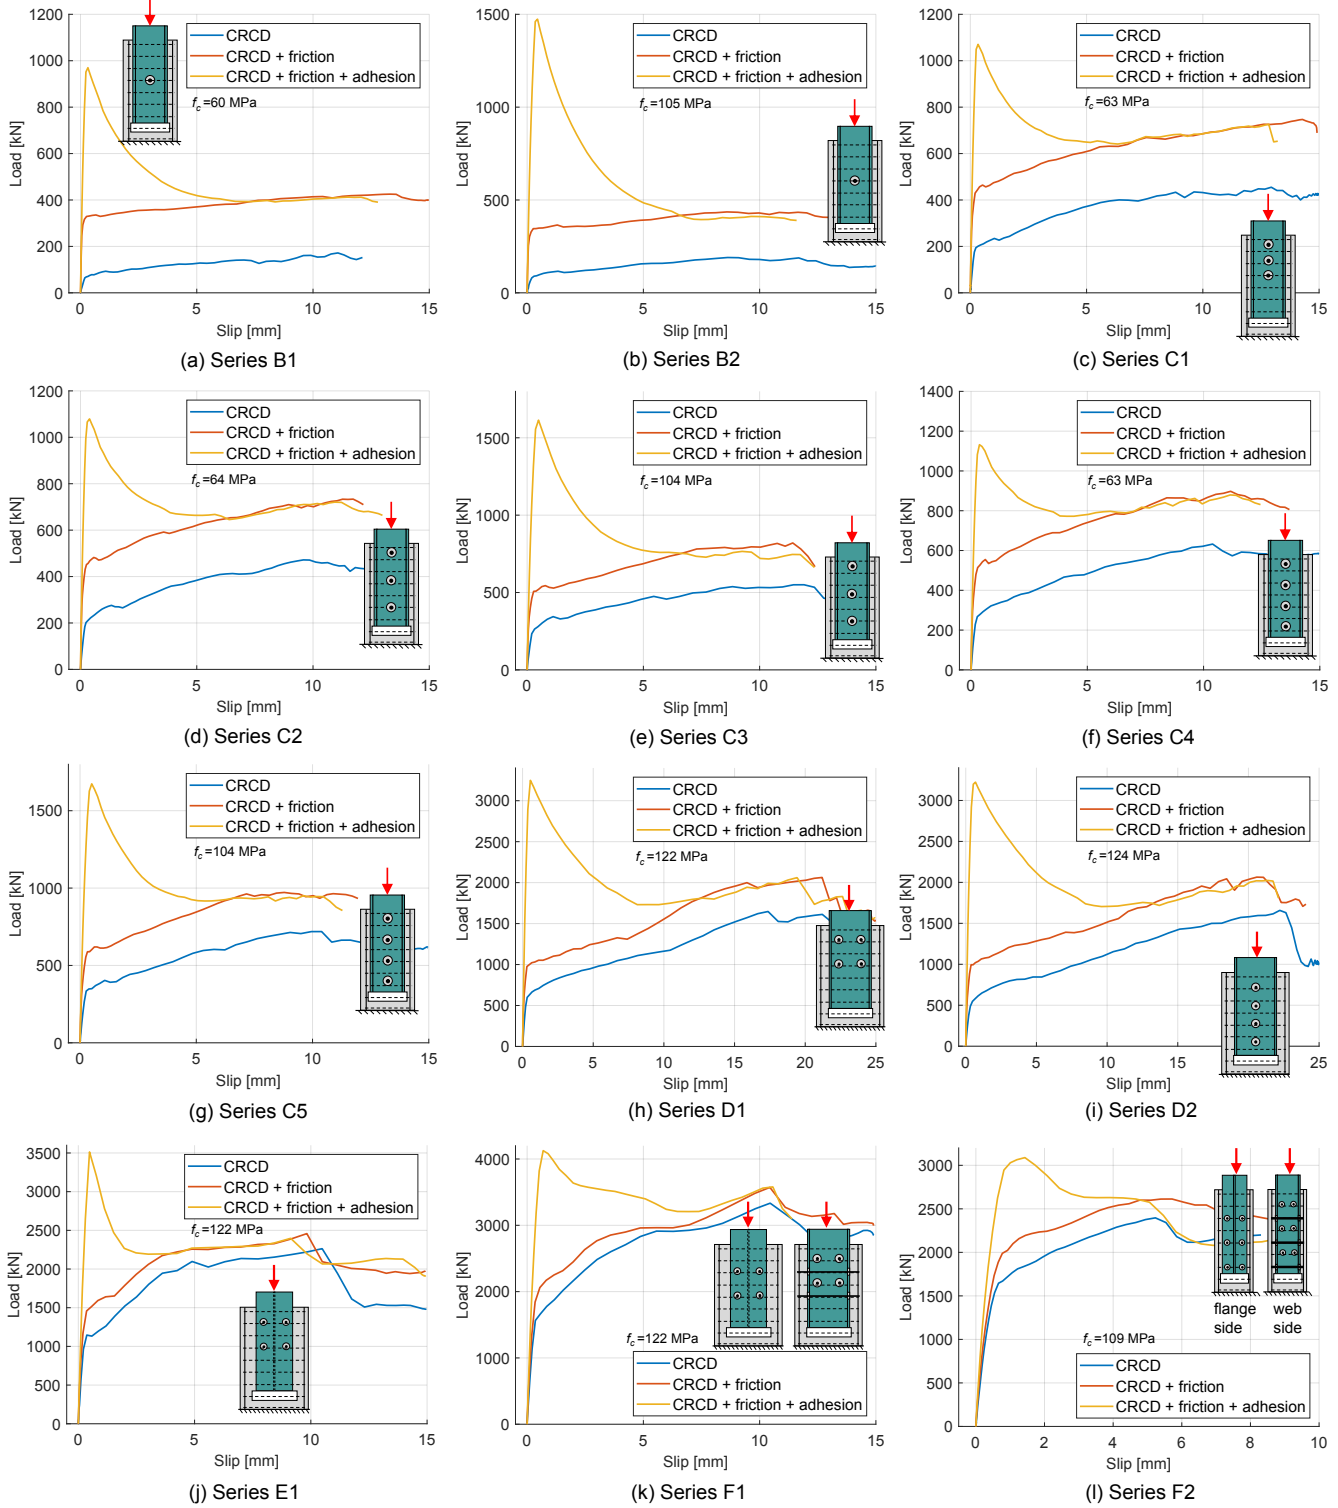 1200
1000
800
600
400
200
0
Load [kN]
CRCD
CRCD + friction
CRCD + friction + adhesion
f_c=60 MPa
0 5 10 15
Slip [mm]
(a) Series B1
1500
1000
500
0
Load [kN]
CRCD
CRCD + friction
CRCD + friction + adhesion
f_c=105 MPa
0 5 10 15
Slip [mm]
(b) Series B2
1200
1000
800
600
400
200
0
Load [kN]
CRCD
CRCD + friction
CRCD + friction + adhesion
f_c=63 MPa
0 5 10 15
Slip [mm]
(c) Series C1
1200
1000
800
600
400
200
0
Load [kN]
CRCD
CRCD + friction
CRCD + friction + adhesion
f_c=64 MPa
0 5 10 15
Slip [mm]
(d) Series C2
1500
1000
500
0
Load [kN]
CRCD
CRCD + friction
CRCD + friction + adhesion
f_c=104 MPa
0 5 10 15
Slip [mm]
(e) Series C3
1400
1200
1000
800
600
400
200
0
Load [kN]
CRCD
CRCD + friction
CRCD + friction + adhesion
f_c=63 MPa
0 5 10 15
Slip [mm]
(f) Series C4
1500
1000
500
0
Load [kN]
CRCD
CRCD + friction
CRCD + friction + adhesion
f_c=104 MPa
0 5 10 15
Slip [mm]
(g) Series C5
3000
2500
2000
1500
1000
500
0
Load [kN]
CRCD
CRCD + friction
CRCD + friction + adhesion
f_c=122 MPa
0 5 10 15 20 25
Slip [mm]
(h) Series D1
3000
2500
2000
1500
1000
500
0
Load [kN]
CRCD
CRCD + friction
CRCD + friction + adhesion
f_c=124 MPa
0 5 10 15 20 25
Slip [mm]
(i) Series D2
3500
3000
2500
2000
1500
1000
500
0
Load [kN]
CRCD
CRCD + friction
CRCD + friction + adhesion
f_c=122 MPa
0 5 10 15
Slip [mm]
(j) Series E1
4000
3000
2000
1000
0
Load [kN]
f_c=122 MPa
CRCD
CRCD + friction
CRCD + friction + adhesion
0 5 10 15
Slip [mm]
(k) Series F1
3000
2500
2000
1500
1000
500
0
Load [kN]
flange web
side side
f_c=109 MPa
CRCD
CRCD + friction
CRCD + friction + adhesion
0 2 4 6 8 10
Slip [mm]
(l) Series F2